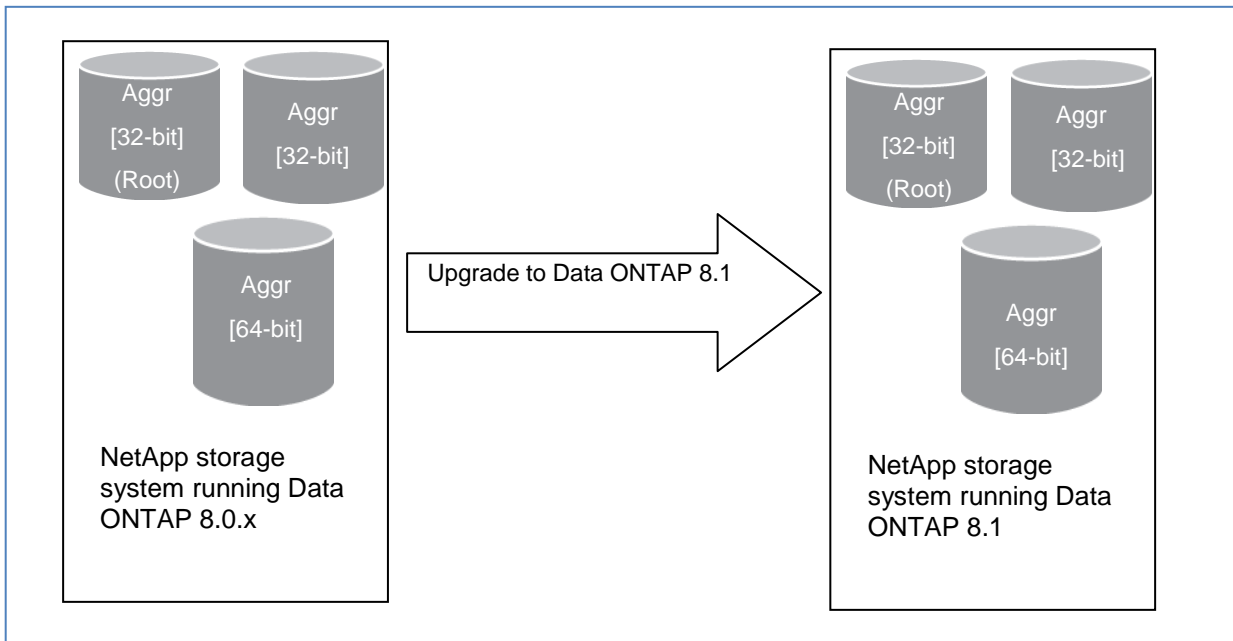 Aggr
[32-bit]
(Root)
Aggr
[32-bit]
Aggr
[64-bit]
NetApp storage
system running Data
ONTAP 8.0.x
Upgrade to Data ONTAP 8.1
Aggr
[32-bit]
(Root)
Aggr
[32-bit]
Aggr
[64-bit]
NetApp storage
system running Data
ONTAP 8.1